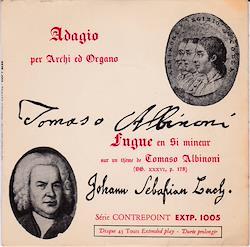 Adagio
per Archi ed Organo
Tomaso Albinoni
Fugue en Si mineur
sur un thème de Tomaso Albinoni
(BG. XXXVI, p. 178)
Johann Sebastian Bach.
Série CONTREPOINT EXTP. 1005
Disque 45 Tours Extended play - Durée prolongée